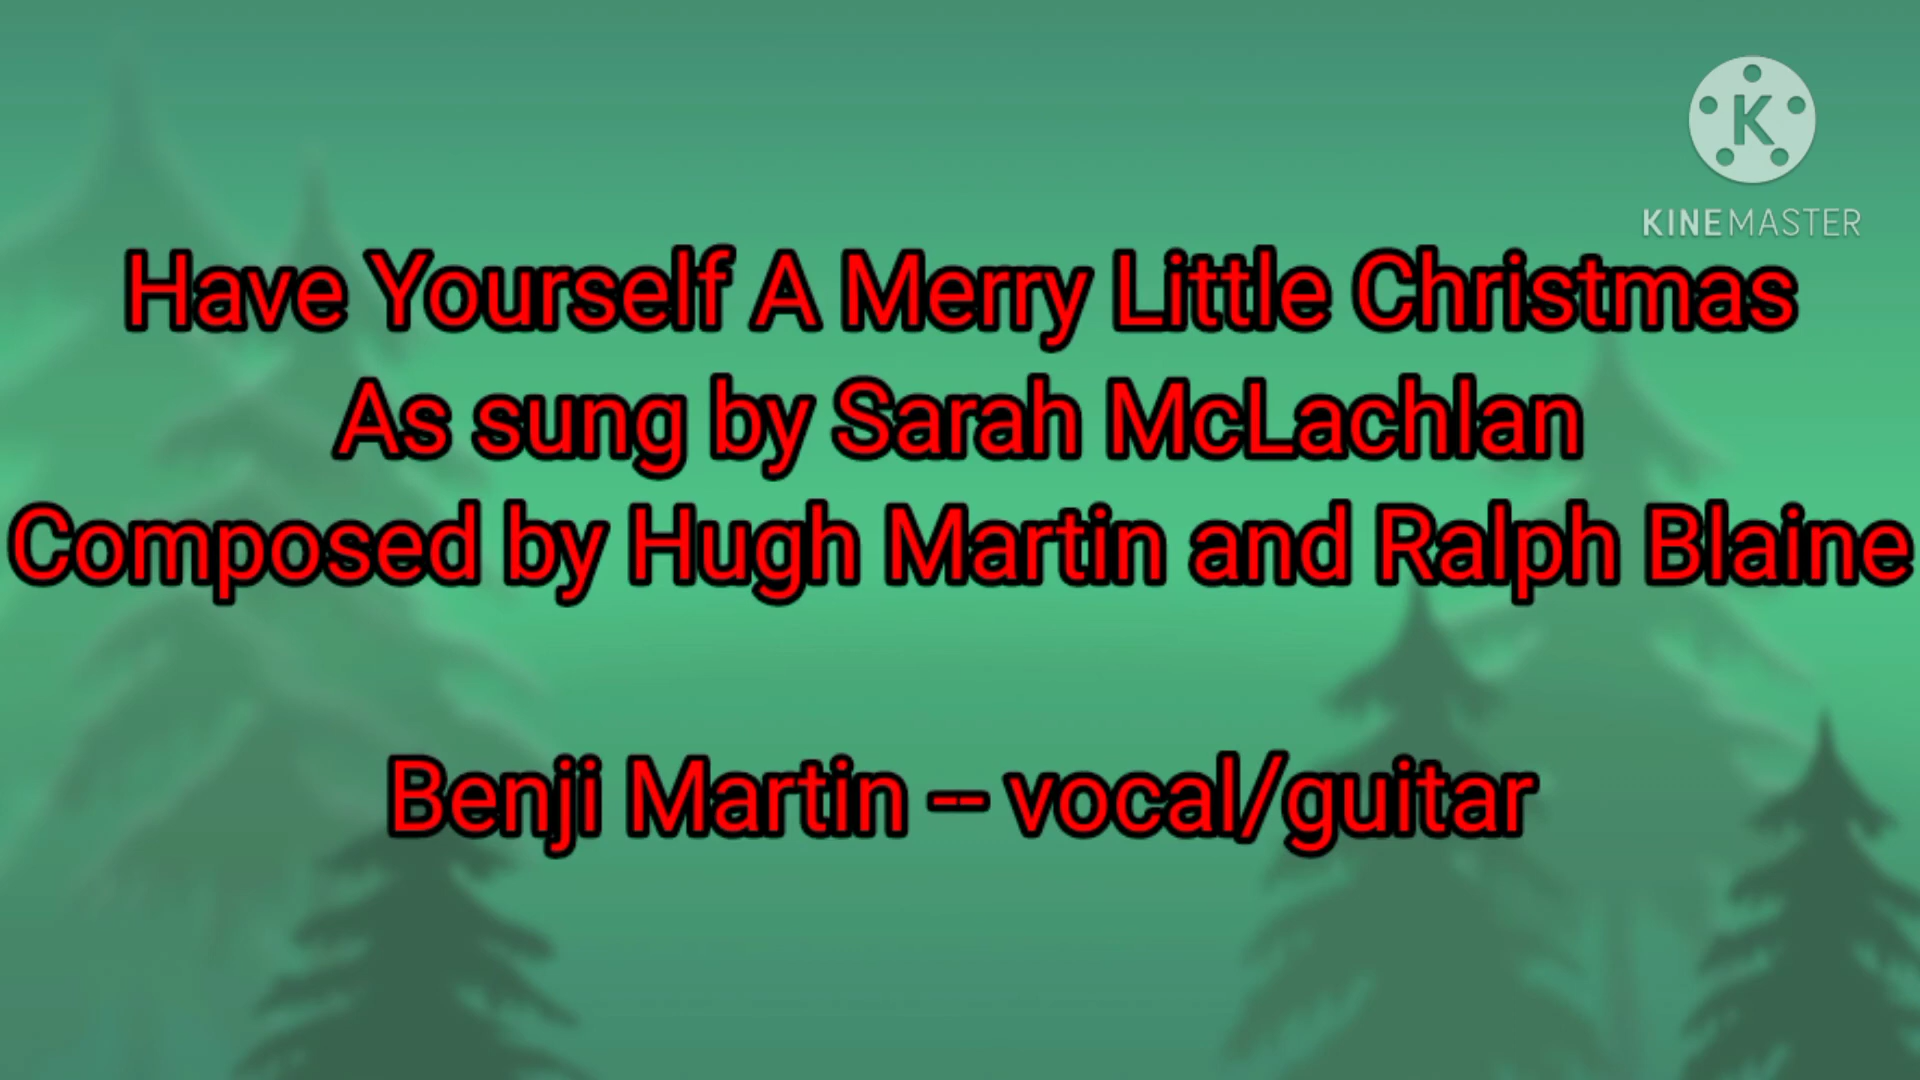 K
KINEMASTER
Have Yourself A Merry Little Christmas
As sung by Sarah McLachlan
Composed by Hugh Martin and Ralph Blaine
Benji Martin -- vocal/guitar